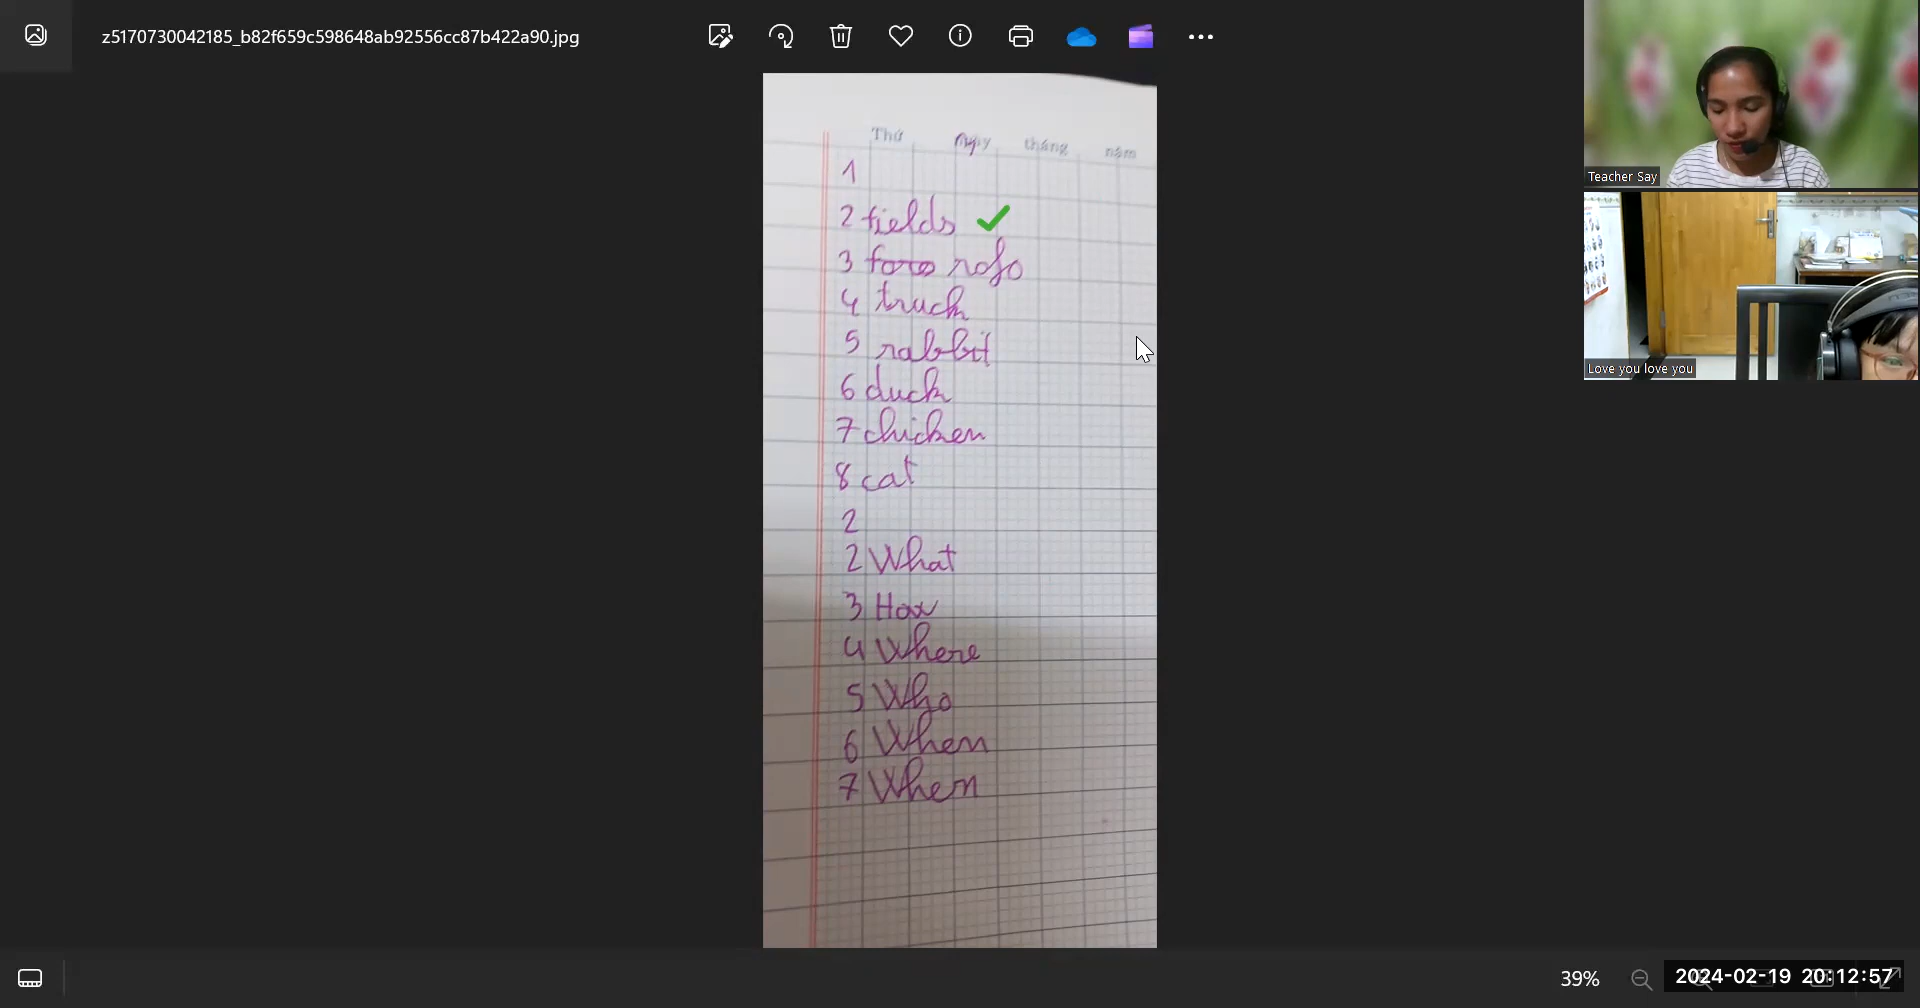 z5170730042185_b82f659c598648ab92556cc87b422a90.jpg
Teacher Say
Love you love you
Thứ ngày tháng năm
1
2 fields
3 rofo
4 truck
5 rabbit
6 duck
7 chicken
8 cat
2
2 What
3 How
4 Where
5 Who
6 When
7 When
39%
2024-02-19 20:12:57